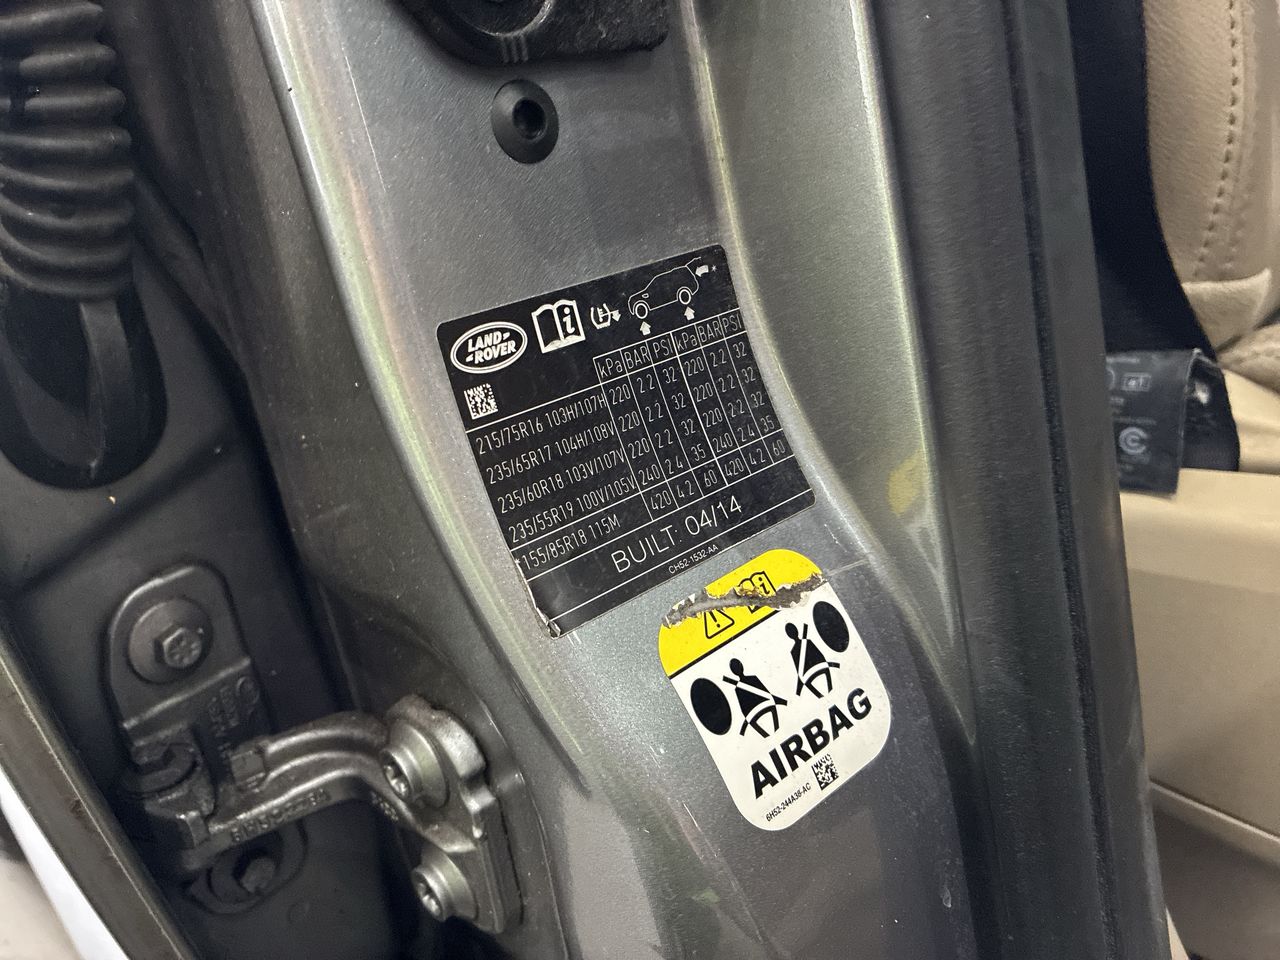 LAND-
-ROVER
kPa BAR PSI kPa BAR PSI
215/75R16 103H/107H 220 2.2 32 220 2.2 32
235/65R17 104H/108V 220 2.2 32 220 2.2 32
235/60R18 103V/107V 220 2.2 32 220 2.2 32
235/55R19 100V/105V 240 2.4 35 240 2.4 35
*155/85R18 115M 420 4.2 60 420 4.2 60
BUILT: 04/14
CH52-1532-AA
AIRBAG
6H52-244A38-AC